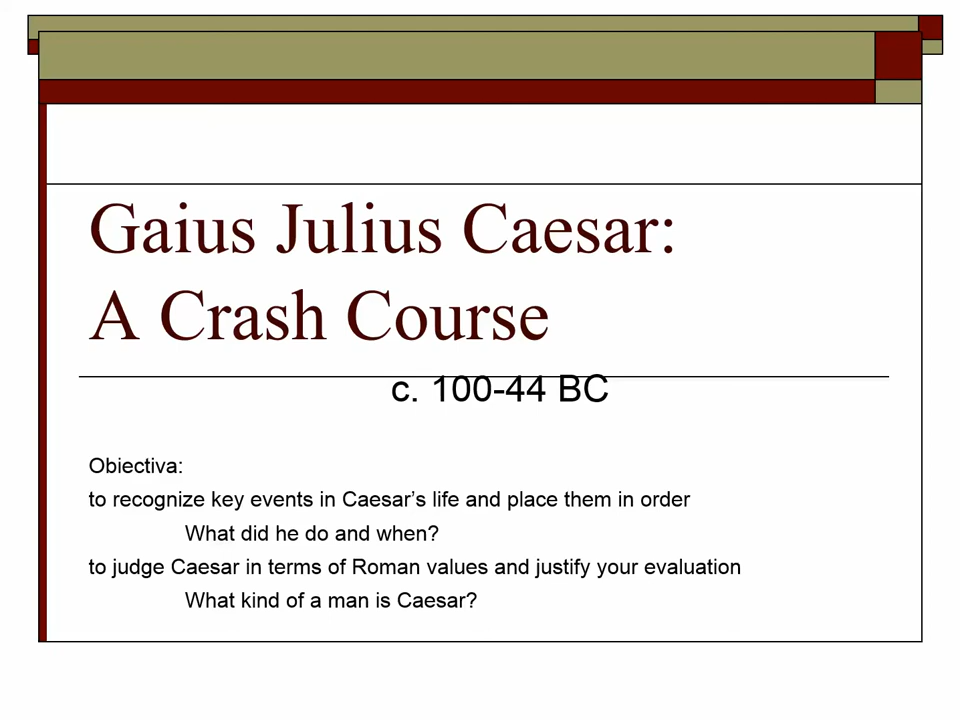 Gaius Julius Caesar:
A Crash Course
c. 100-44 BC
Obiectiva:
to recognize key events in Caesar’s life and place them in order
What did he do and when?
to judge Caesar in terms of Roman values and justify your evaluation
What kind of a man is Caesar?